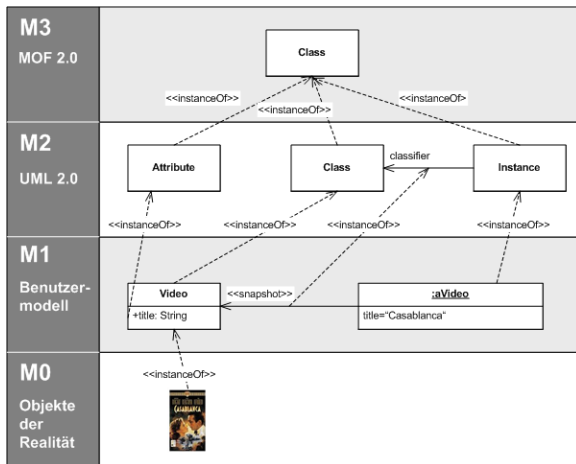 M3
MOF 2.0
Class
<<instanceOf>>
<<instanceOf>>
<<instanceOf>
M2
UML 2.0
Attribute
Class
classifier
Instance
<<instanceOf>>
<<instanceOf>>
<<instanceOf>>
<<instanceOf>>
M1
Benutzer-
modell
Video
+title: String
<<snapshot>>
:aVideo
title="Casablanca"
M0
Objekte
der
Realität
<<instanceOf>>
CASABLANCA